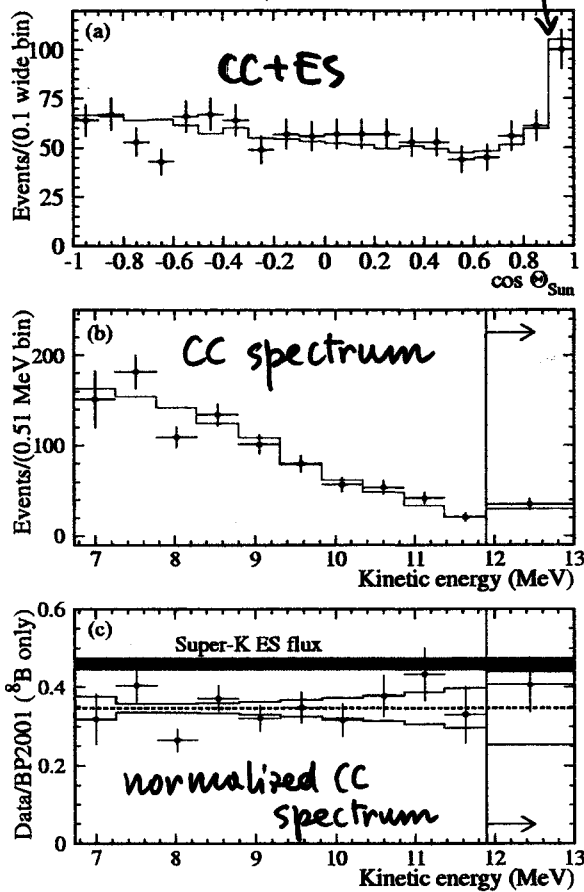 (a)
CC+ES
Events/(0.1 wide bin)
100
75
50
25
0
-1 -0.8 -0.6 -0.4 -0.2 0 0.2 0.4 0.6 0.8 1
cos Θ Sun
(b)
CC spectrum
Events/(0.51 MeV bin)
200
100
0
7 8 9 10 11 12 13
Kinetic energy (MeV)
(c)
Super-K ES flux
Data/BP2001 (⁸B only)
0.6
0.4
0.2
0
normalized CC
spectrum
7 8 9 10 11 12 13
Kinetic energy (MeV)